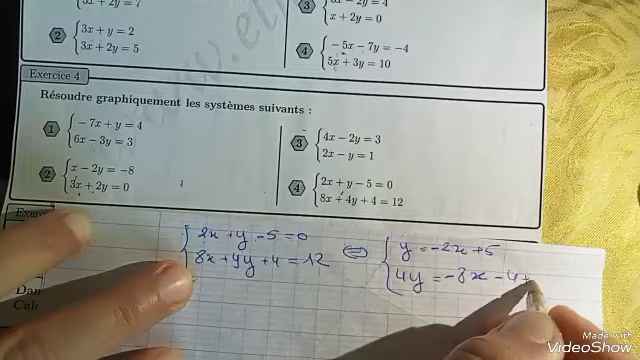 3x + 2y = 7
2 { 3x + y = 2
3x + 2y = 5
3
x + 2y = 0
4 { −5x − 7y = −4
5x + 3y = 10
Exercice 4
Résoudre graphiquement les systèmes suivants :
1 { −7x + y = 4
6x − 3y = 3
2 { x − 2y = −8
3x + 2y = 0
3 { 4x − 2y = 3
2x − y = 1
4 { 2x + y − 5 = 0
8x + 4y + 4 = 12
{ 2x + y - 5 = 0 ⇔ { y = -2x + 5
8x + 4y + 4 = 12 4y = -8x - 4 +
Made with
VideoShow